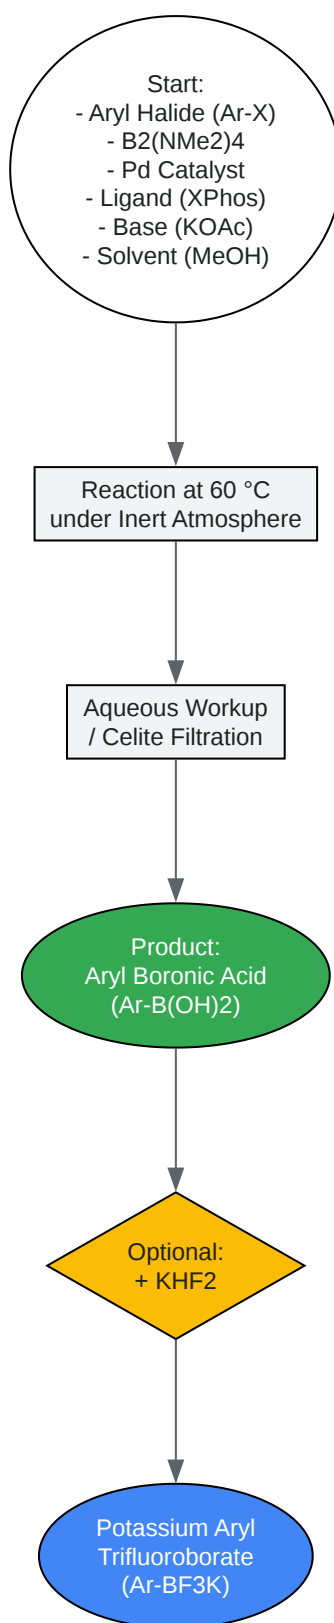 Start:
- Aryl Halide (Ar-X)
- B2(NMe2)4
- Pd Catalyst
- Ligand (XPhos)
- Base (KOAc)
- Solvent (MeOH)
Reaction at 60 °C
under Inert Atmosphere
Aqueous Workup
/ Celite Filtration
Product:
Aryl Boronic Acid
(Ar-B(OH)2)
Optional:
+ KHF2
Potassium Aryl
Trifluoroborate
(Ar-BF3K)